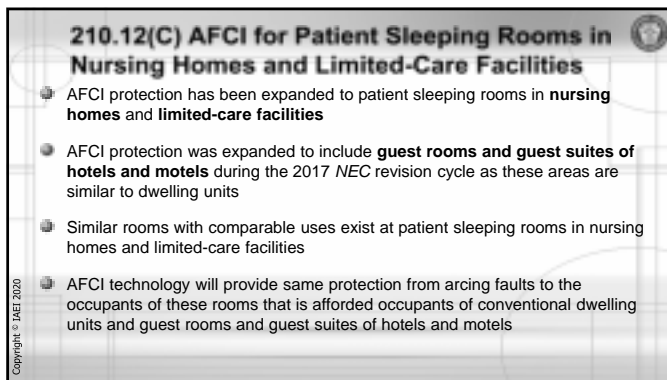 210.12(C) AFCI for Patient Sleeping Rooms in
Nursing Homes and Limited-Care Facilities
AFCI protection has been expanded to patient sleeping rooms in nursing
homes and limited-care facilities
AFCI protection was expanded to include guest rooms and guest suites of
hotels and motels during the 2017 NEC revision cycle as these areas are
similar to dwelling units
Similar rooms with comparable uses exist at patient sleeping rooms in nursing
homes and limited-care facilities
AFCI technology will provide same protection from arcing faults to the
occupants of these rooms that is afforded occupants of conventional dwelling
units and guest rooms and guest suites of hotels and motels
Copyright © IAEI 2020